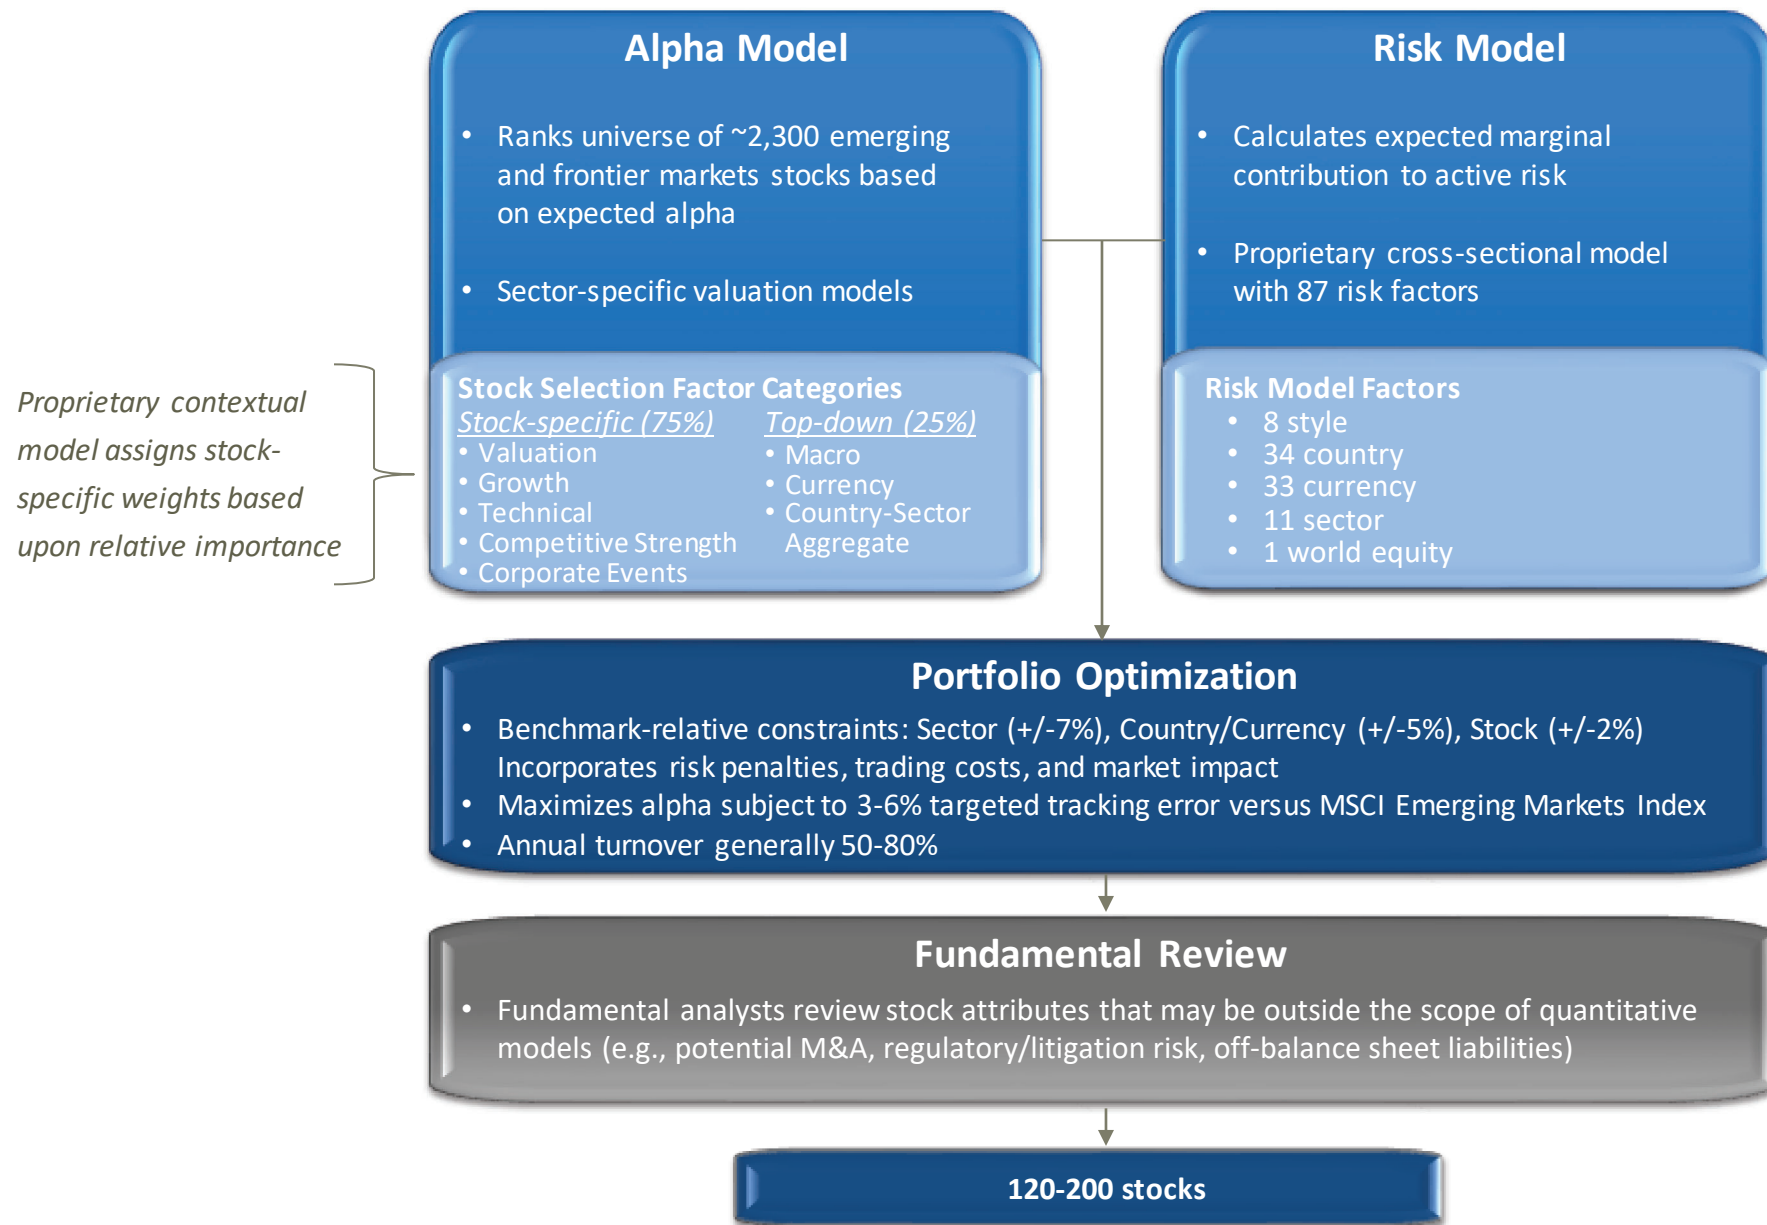 Alpha Model
• Ranks universe of ~2,300 emerging
and frontier markets stocks based
on expected alpha
• Sector-specific valuation models
Stock Selection Factor Categories
Stock-specific (75%)
• Valuation
• Growth
• Technical
• Competitive Strength
• Corporate Events
Top-down (25%)
• Macro
• Currency
• Country-Sector
Aggregate
Proprietary contextual
model assigns stock-
specific weights based
upon relative importance
Risk Model
• Calculates expected marginal
contribution to active risk
• Proprietary cross-sectional model
with 87 risk factors
Risk Model Factors
• 8 style
• 34 country
• 33 currency
• 11 sector
• 1 world equity
Portfolio Optimization
• Benchmark-relative constraints: Sector (+/-7%), Country/Currency (+/-5%), Stock (+/-2%)
Incorporates risk penalties, trading costs, and market impact
• Maximizes alpha subject to 3-6% targeted tracking error versus MSCI Emerging Markets Index
• Annual turnover generally 50-80%
Fundamental Review
• Fundamental analysts review stock attributes that may be outside the scope of quantitative
models (e.g., potential M&A, regulatory/litigation risk, off-balance sheet liabilities)
120-200 stocks